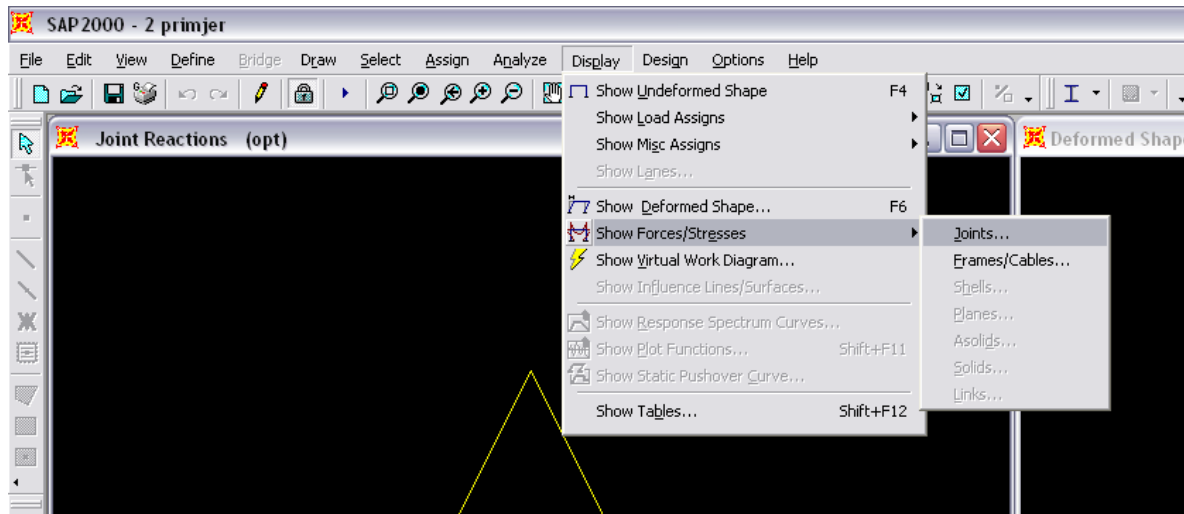 SAP2000 - 2 primjer
File Edit View Define Bridge Draw Select Assign Analyze Display Design Options Help
Joint Reactions (opt)
Deformed Shap
Show Undeformed Shape F4
Show Load Assigns
Show Misc Assigns
Show Lanes...
Show Deformed Shape... F6
Show Forces/Stresses
Show Virtual Work Diagram...
Show Influence Lines/Surfaces...
Show Response Spectrum Curves...
Show Plot Functions... Shift+F11
Show Static Pushover Curve...
Show Tables... Shift+F12
Joints...
Frames/Cables...
Shells...
Planes...
Asolids...
Solids...
Links...